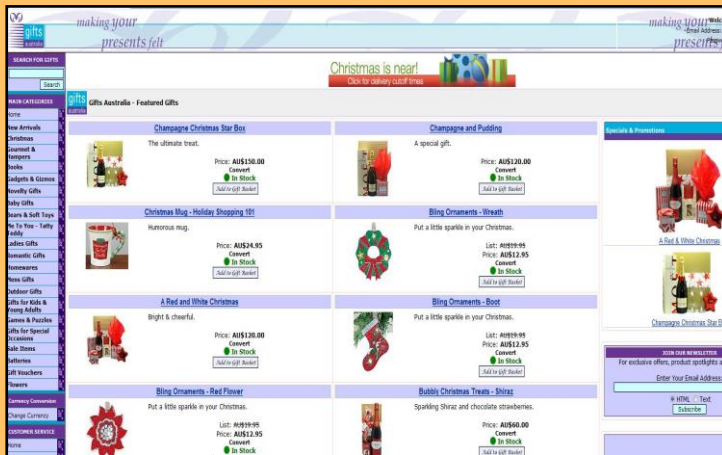 gifts
australia
making your
presents felt
making your
presents
Email Address:
SEARCH FOR GIFTS
Search
Christmas is near!
Click for delivery cutoff times
MAIN CATEGORIES
Home
New Arrivals
Christmas
Gourmet &
Hampers
Books
Gadgets & Gizmos
Novelty Gifts
Baby Gifts
Bears & Soft Toys
Me To You - Tatty
Teddy
Ladies Gifts
Romantic Gifts
Homewares
Mens Gifts
Outdoor Gifts
Gifts for Kids &
Young Adults
Games & Puzzles
Gifts for Special
Occasions
Sale Items
Batteries
Gift Vouchers
Flowers
Currency Conversion
Change Currency
CUSTOMER SERVICE
Home
gifts
australia
Gifts Australia - Featured Gifts
Champagne Christmas Star Box
The ultimate treat.
Price: AU$150.00
Convert
In Stock
Add to Gift Basket
Champagne and Pudding
A special gift.
Price: AU$120.00
Convert
In Stock
Add to Gift Basket
Christmas Mug - Holiday Shopping 101
Humorous mug.
Price: AU$24.95
Convert
In Stock
Add to Gift Basket
Bling Ornaments - Wreath
Put a little sparkle in your Christmas.
List: AU$19.95
Price: AU$12.95
Convert
In Stock
Add to Gift Basket
A Red and White Christmas
Bright & cheerful.
Price: AU$120.00
Convert
In Stock
Add to Gift Basket
Bling Ornaments - Boot
Put a little sparkle in your Christmas.
List: AU$19.95
Price: AU$12.95
Convert
In Stock
Add to Gift Basket
Bling Ornaments - Red Flower
Put a little sparkle in your Christmas.
List: AU$19.95
Price: AU$12.95
Convert
In Stock
Bubbly Christmas Treats - Shiraz
Sparkling Shiraz and chocolate strawberries.
Price: AU$60.00
Convert
In Stock
Add to Gift Basket
Specials & Promotions
A Red & White Christmas
Champagne Christmas Star B
JOIN OUR NEWSLETTER
For exclusive offers, product spotlights a
Enter Your Email Address:
HTML Text
Subscribe